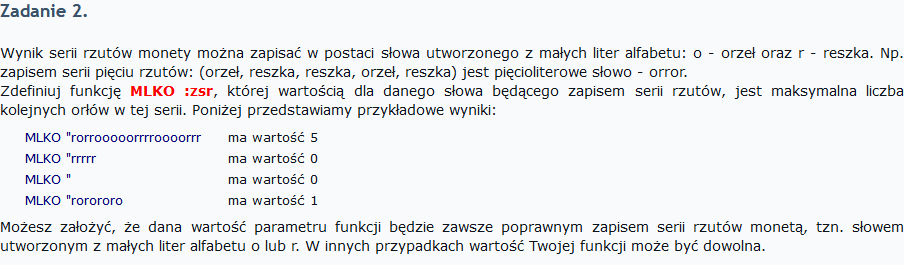 Zadanie 2.
Wynik serii rzutów monety można zapisać w postaci słowa utworzonego z małych liter alfabetu: o - orzeł oraz r - reszka. Np.
zapisem serii pięciu rzutów: (orzeł, reszka, reszka, orzeł, reszka) jest pięcioliterowe słowo - orror.
Zdefiniuj funkcję MLKO :zsr, której wartością dla danego słowa będącego zapisem serii rzutów, jest maksymalna liczba
kolejnych orłów w tej serii. Poniżej przedstawiamy przykładowe wyniki:
MLKO "rorrooooorrrroooorrr ma wartość 5
MLKO "rrrrr ma wartość 0
MLKO " ma wartość 0
MLKO "rorororo ma wartość 1
Możesz założyć, że dana wartość parametru funkcji będzie zawsze poprawnym zapisem serii rzutów monetą, tzn. słowem
utworzonym z małych liter alfabetu o lub r. W innych przypadkach wartość Twojej funkcji może być dowolna.